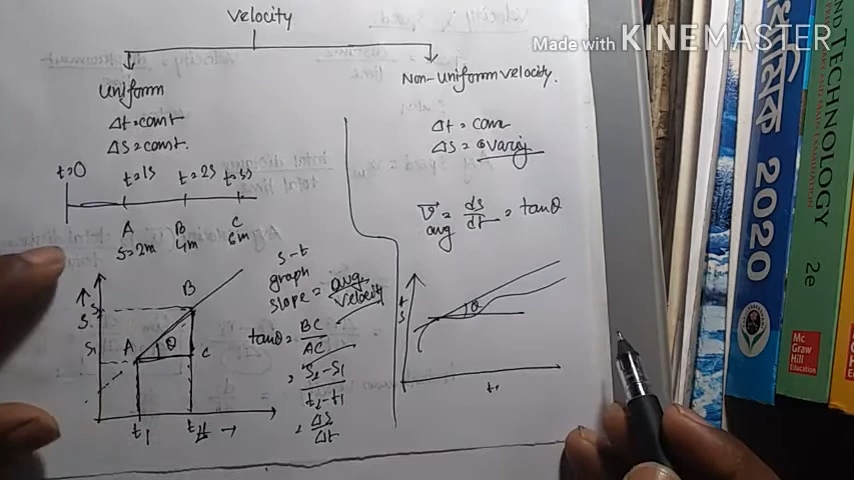 Velocity
Made with KINEMASTER
Uniform
Δt = const
Δs = const.
t=0
t=1s
t=2s
t=3s
A
B
C
s=2m
4m
6m
Non-uniform velocity.
Δt = con
Δs = varing
V avg = ds/dt = tanθ
s-t
graph
slope = avg. velocity
tanθ = BC/AC
= s₂-s₁/t₂-t₁
= Δs/Δt
S
S₁
A
B
C
θ
t₁
s
θ
t
TECHNOLOGY
2e
2020
Mc
Graw
Hill
Education